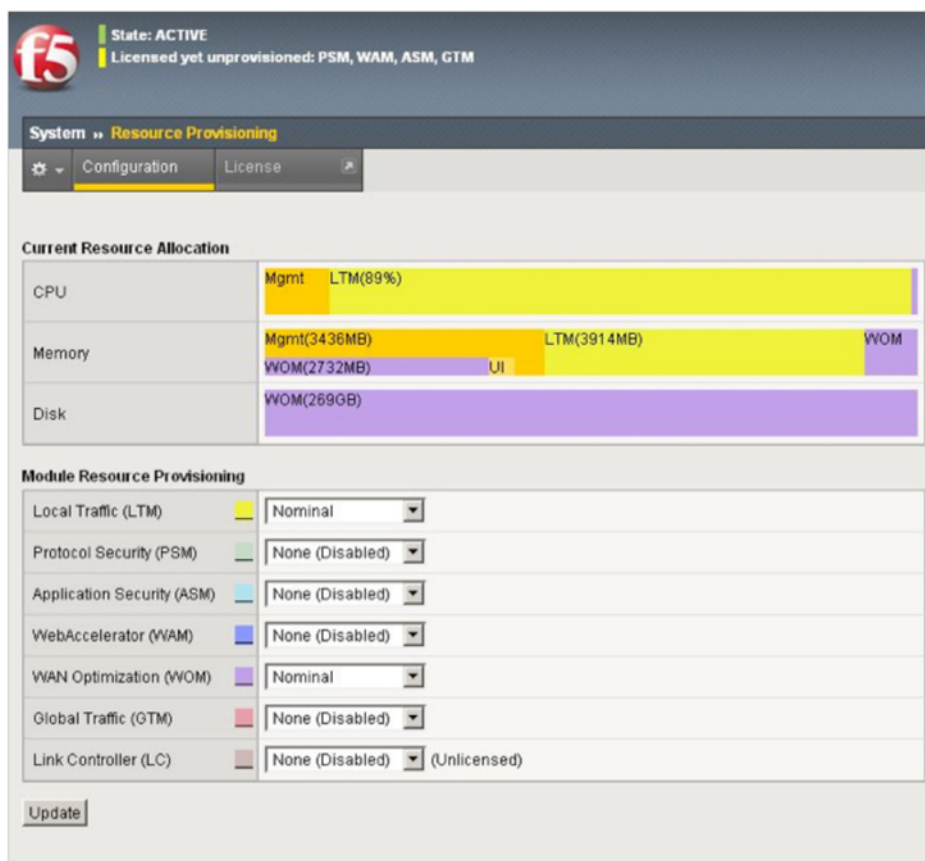 f5
State: ACTIVE
Licensed yet unprovisioned: PSM, WAM, ASM, GTM
System » Resource Provisioning
Configuration
License
Current Resource Allocation
CPU
Mgmt LTM(89%)
Memory
Mgmt(3436MB) LTM(3914MB) WOM
WOM(2732MB) UI
Disk
WOM(269GB)
Module Resource Provisioning
Local Traffic (LTM) Nominal
Protocol Security (PSM) None (Disabled)
Application Security (ASM) None (Disabled)
WebAccelerator (WAM) None (Disabled)
WAN Optimization (WOM) Nominal
Global Traffic (GTM) None (Disabled)
Link Controller (LC) None (Disabled) (Unlicensed)
Update